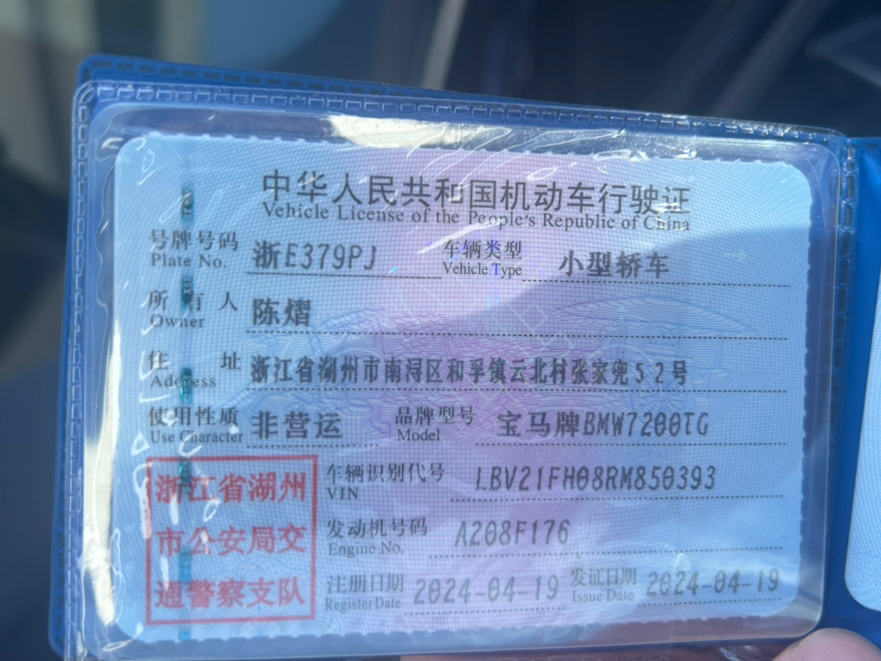 中华人民共和国机动车行驶证
Vehicle License of the People's Republic of China
号牌号码 浙E379PJ 车辆类型 小型轿车
Plate No. Vehicle Type
所有人 陈熠
Owner
住址 浙江省湖州市南浔区和孚镇云北村张家兜52号
Address
使用性质 非营运 品牌型号 宝马牌BMW7200TG
Use Character Model
浙江省湖州
市公安局交
通警察支队
车辆识别代号 LBV21FH08RM850393
VIN
发动机号码 A208F176
Engine No.
注册日期 2024-04-19 发证日期 2024-04-19
Register Date Issue Date